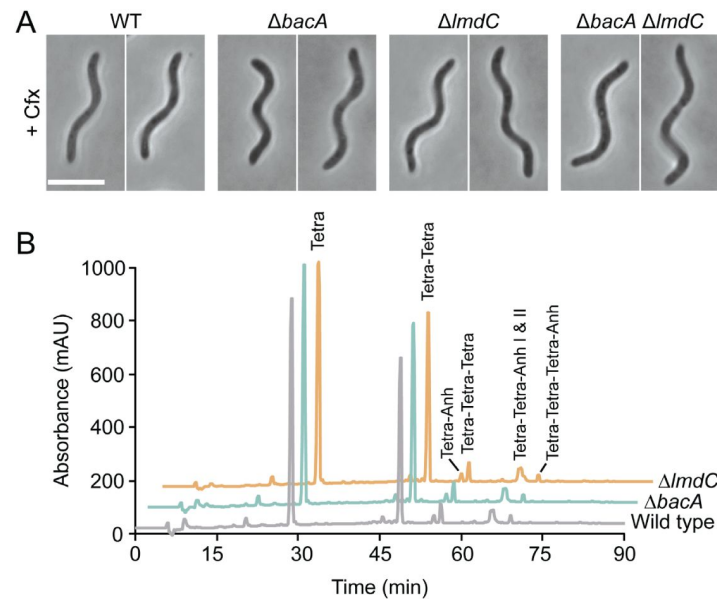 A
WT
ΔbacA
ΔlmdC
ΔbacA ΔlmdC
+ Cfx
B
Absorbance (mAU)
1000
800
600
400
200
0
Tetra
Tetra-Tetra
Tetra-Anh
Tetra-Tetra-Tetra
Tetra-Tetra-Anh I & II
Tetra-Tetra-Tetra-Anh
ΔlmdC
ΔbacA
Wild type
0 15 30 45 60 75 90
Time (min)